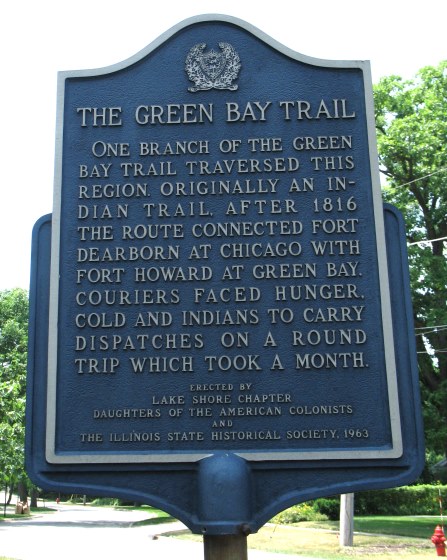 THE GREEN BAY TRAIL
ONE BRANCH OF THE GREEN
BAY TRAIL TRAVERSED THIS
REGION. ORIGINALLY AN IN-
DIAN TRAIL, AFTER 1816
THE ROUTE CONNECTED FORT
DEARBORN AT CHICAGO WITH
FORT HOWARD AT GREEN BAY.
COURIERS FACED HUNGER,
COLD AND INDIANS TO CARRY
DISPATCHES ON A ROUND
TRIP WHICH TOOK A MONTH.
ERECTED BY
LAKE SHORE CHAPTER
DAUGHTERS OF THE AMERICAN COLONISTS
AND
THE ILLINOIS STATE HISTORICAL SOCIETY, 1963